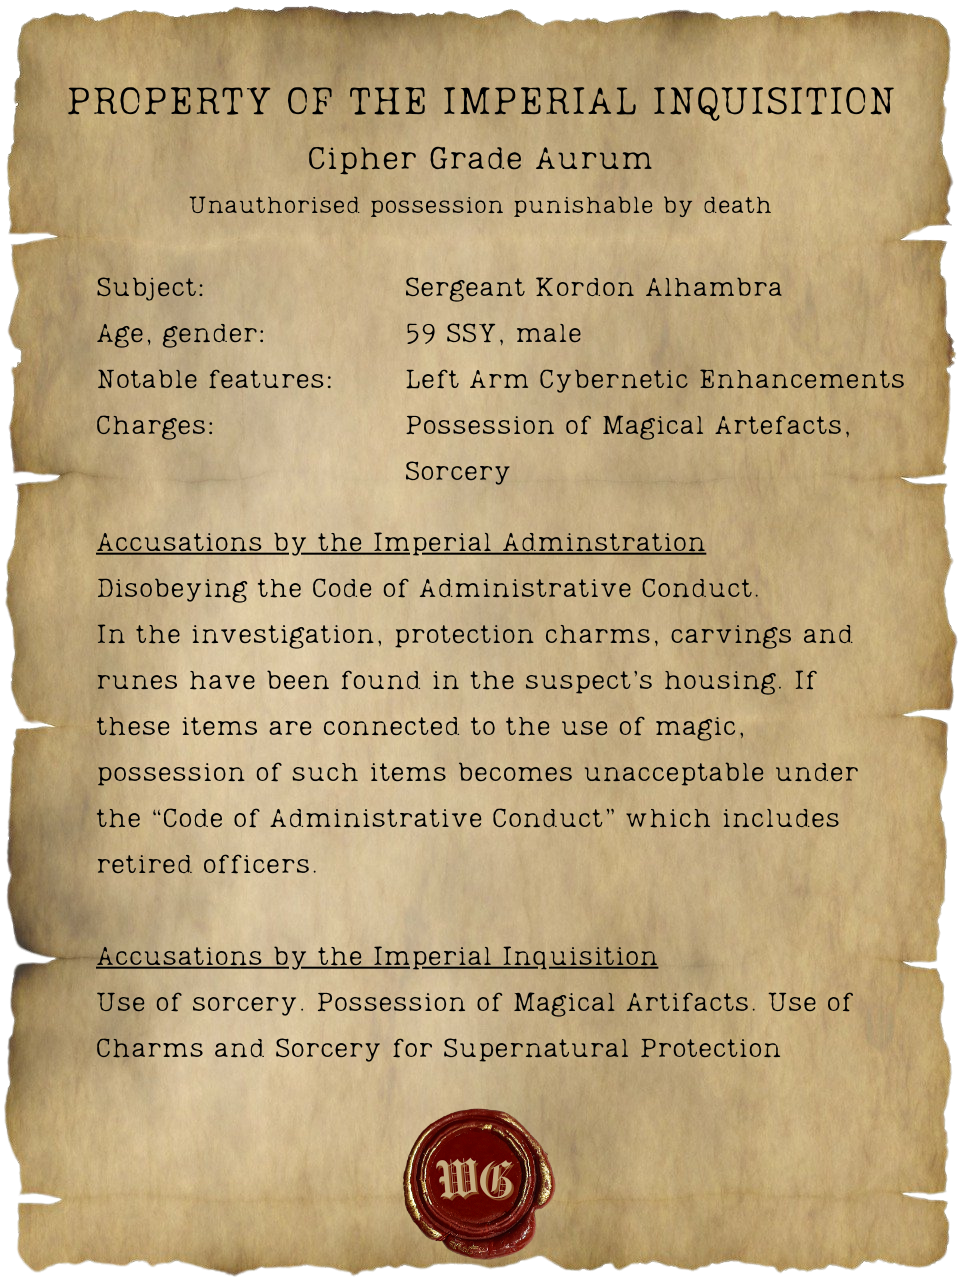 PROPERTY OF THE IMPERIAL INQUISITION
Cipher Grade Aurum
Unauthorised possession punishable by death
Subject: Sergeant Kordon Alhambra
Age, gender: 59 SSY, male
Notable features: Left Arm Cybernetic Enhancements
Charges: Possession of Magical Artefacts,
Sorcery
Accusations by the Imperial Adminstration
Disobeying the Code of Administrative Conduct.
In the investigation, protection charms, carvings and
runes have been found in the suspect's housing. If
these items are connected to the use of magic,
possession of such items becomes unacceptable under
the “Code of Administrative Conduct” which includes
retired officers.
Accusations by the Imperial Inquisition
Use of sorcery. Possession of Magical Artifacts. Use of
Charms and Sorcery for Supernatural Protection
WG